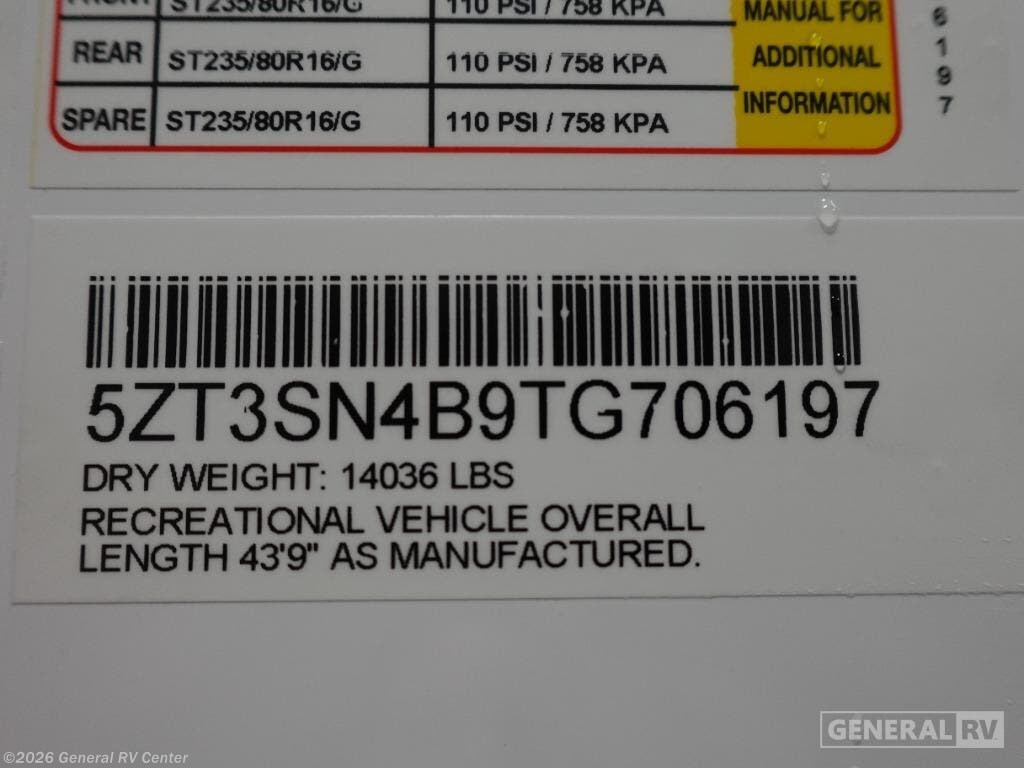 FRONT ST235/80R16/G 110 PSI / 758 KPA MANUAL FOR
REAR ST235/80R16/G 110 PSI / 758 KPA ADDITIONAL
SPARE ST235/80R16/G 110 PSI / 758 KPA INFORMATION
6
1
9
7
5ZT3SN4B9TG706197
DRY WEIGHT: 14036 LBS
RECREATIONAL VEHICLE OVERALL
LENGTH 43'9" AS MANUFACTURED.
GENERAL RV
©2026 General RV Center